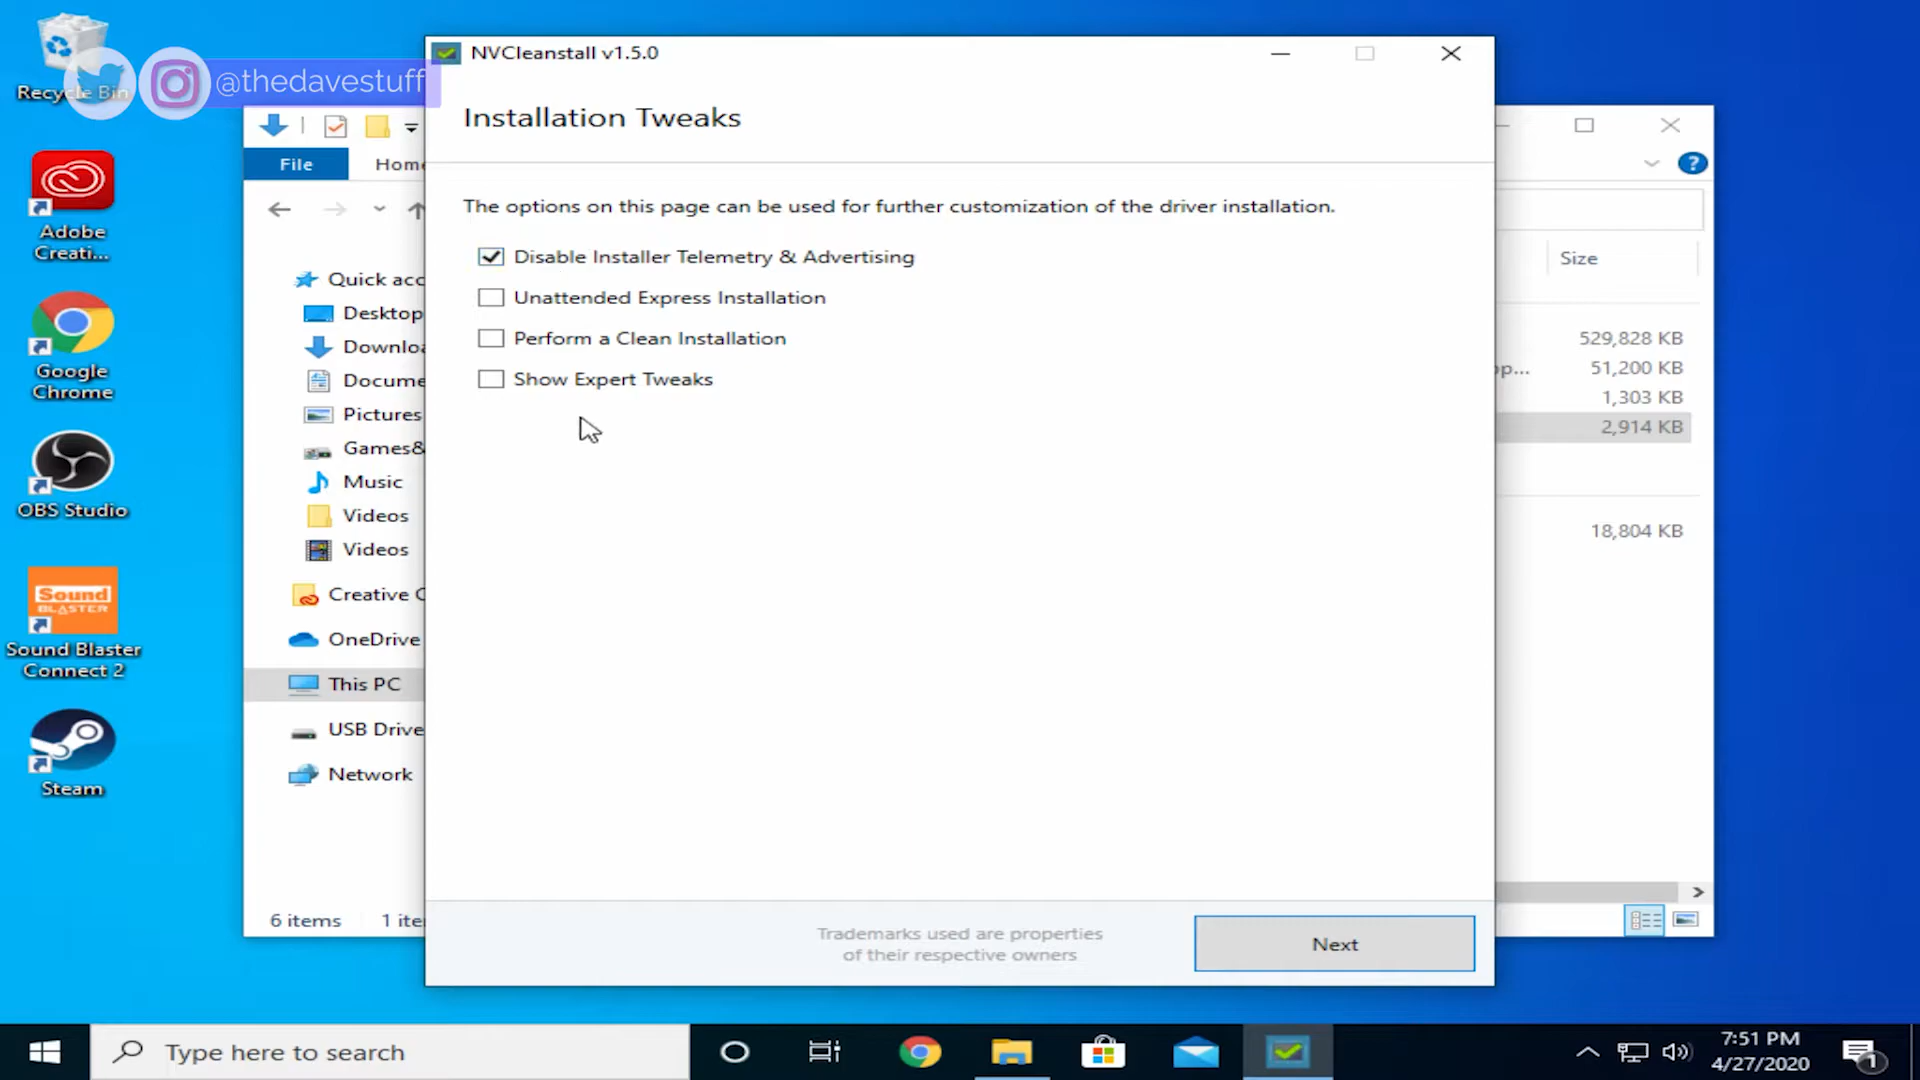 Recycle Bin
@thedavestuff
NVCleanstall v1.5.0
Installation Tweaks
The options on this page can be used for further customization of the driver installation.
Disable Installer Telemetry & Advertising
Unattended Express Installation
Perform a Clean Installation
Show Expert Tweaks
Trademarks used are properties
of their respective owners
Next
File
Home
Quick acc
Desktop
Downloa
Docume
Pictures
Games&
Music
Videos
Videos
Creative C
OneDrive
This PC
USB Drive
Network
6 items
1 ite
?
Size
529,828 KB
op...
51,200 KB
1,303 KB
2,914 KB
18,804 KB
Adobe
Creati...
Google
Chrome
OBS Studio
Sound
BLASTER
Sound Blaster
Connect 2
Steam
Type here to search
7:51 PM
4/27/2020
1